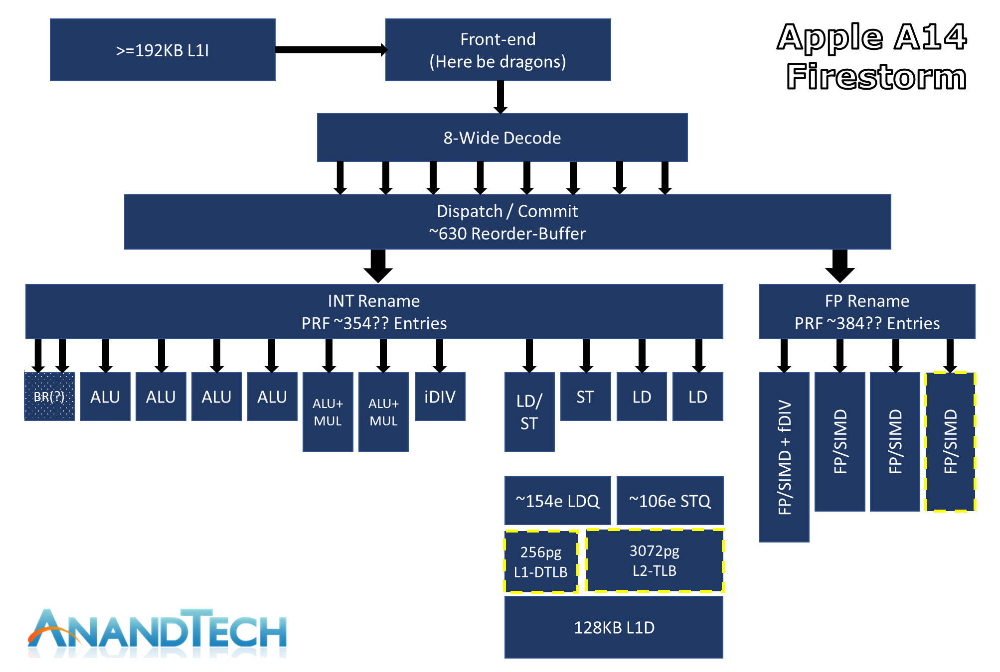 >=192KB L1I
Front-end
(Here be dragons)
Apple A14
Firestorm
8-Wide Decode
Dispatch / Commit
~630 Reorder-Buffer
INT Rename
PRF ~354?? Entries
FP Rename
PRF ~384?? Entries
BR(?)
ALU
ALU
ALU
ALU
ALU+
MUL
ALU+
MUL
iDIV
LD/
ST
ST
LD
LD
FP/SIMD + fDIV
FP/SIMD
FP/SIMD
FP/SIMD
~154e LDQ
~106e STQ
256pg
L1-DTLB
3072pg
L2-TLB
128KB L1D
ANANDTECH